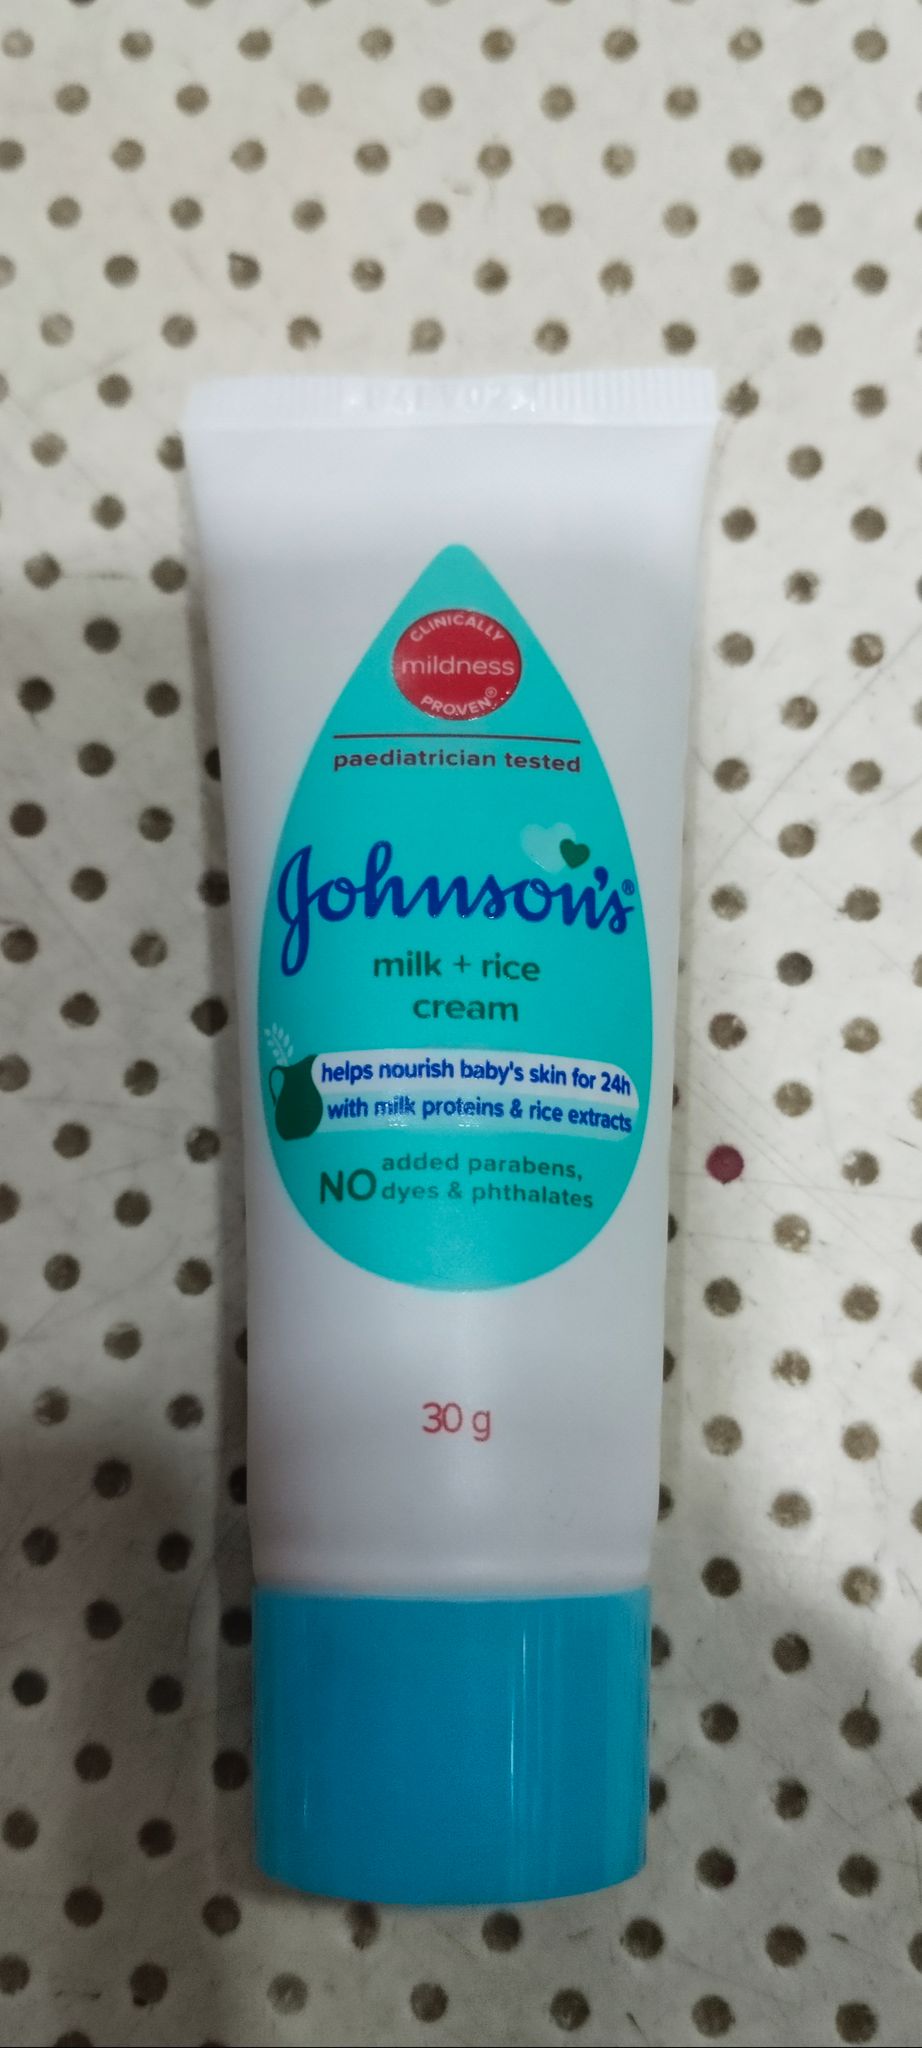 CLINICALLY
mildness
PROVEN®
paediatrician tested
Johnson's®
milk + rice
cream
helps nourish baby's skin for 24h
with milk proteins & rice extracts
NO added parabens,
dyes & phthalates
30 g